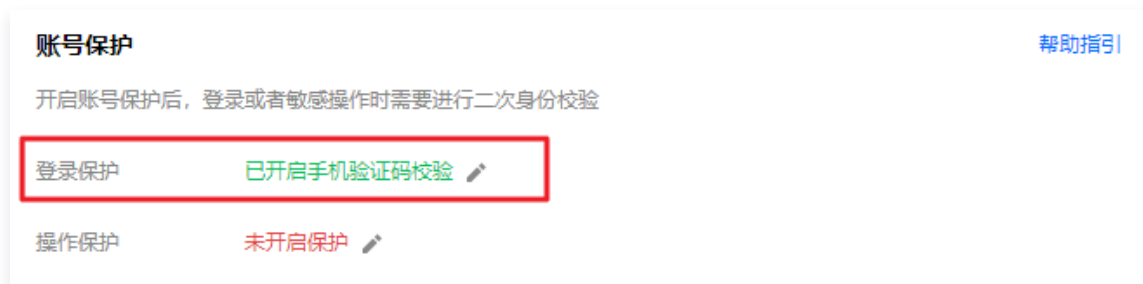 账号保护
帮助指引
开启账号保护后，登录或者敏感操作时需要进行二次身份校验
登录保护 已开启手机验证码校验
操作保护 未开启保护